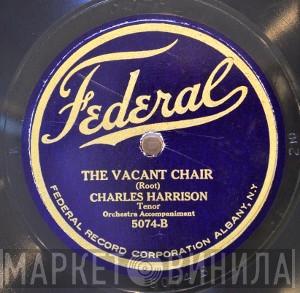 Federal
THE VACANT CHAIR
(Root)
CHARLES HARRISON
Tenor
Orchestra Accompaniment
5074-B
FEDERAL RECORD CORPORATION ALBANY, N.Y
МАРКЕТ ВИНИЛА